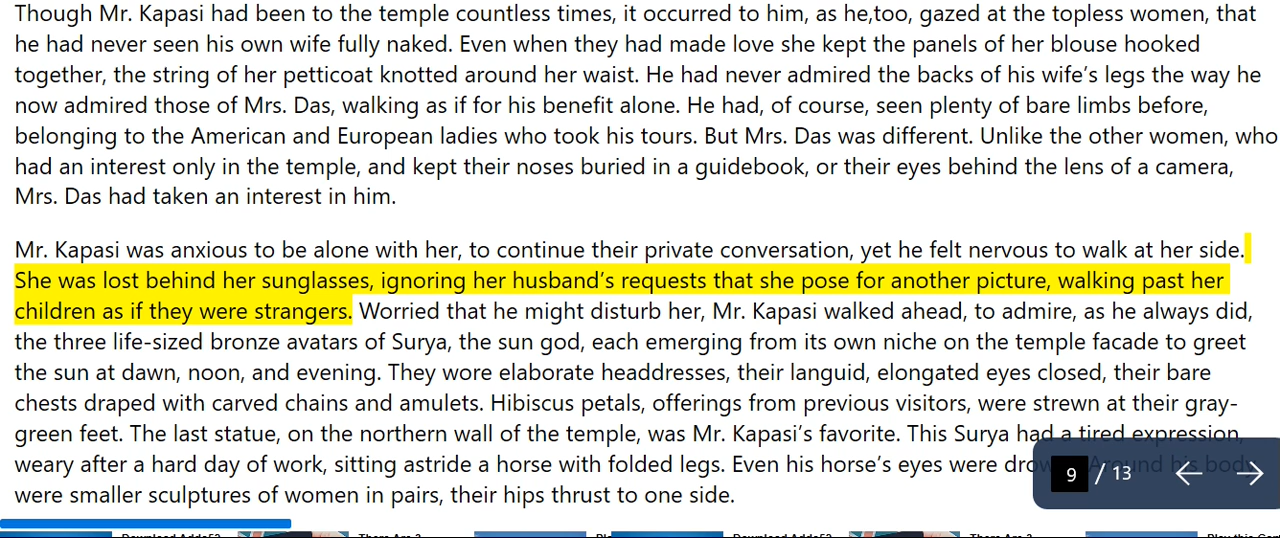 Though Mr. Kapasi had been to the temple countless times, it occurred to him, as he,too, gazed at the topless women, that
he had never seen his own wife fully naked. Even when they had made love she kept the panels of her blouse hooked
together, the string of her petticoat knotted around her waist. He had never admired the backs of his wife’s legs the way he
now admired those of Mrs. Das, walking as if for his benefit alone. He had, of course, seen plenty of bare limbs before,
belonging to the American and European ladies who took his tours. But Mrs. Das was different. Unlike the other women, who
had an interest only in the temple, and kept their noses buried in a guidebook, or their eyes behind the lens of a camera,
Mrs. Das had taken an interest in him.
Mr. Kapasi was anxious to be alone with her, to continue their private conversation, yet he felt nervous to walk at her side.
She was lost behind her sunglasses, ignoring her husband’s requests that she pose for another picture, walking past her
children as if they were strangers. Worried that he might disturb her, Mr. Kapasi walked ahead, to admire, as he always did,
the three life-sized bronze avatars of Surya, the sun god, each emerging from its own niche on the temple facade to greet
the sun at dawn, noon, and evening. They wore elaborate headdresses, their languid, elongated eyes closed, their bare
chests draped with carved chains and amulets. Hibiscus petals, offerings from previous visitors, were strewn at their gray-
green feet. The last statue, on the northern wall of the temple, was Mr. Kapasi’s favorite. This Surya had a tired expression,
weary after a hard day of work, sitting astride a horse with folded legs. Even his horse’s eyes were Around his body
were smaller sculptures of women in pairs, their hips thrust to one side.
9 / 13